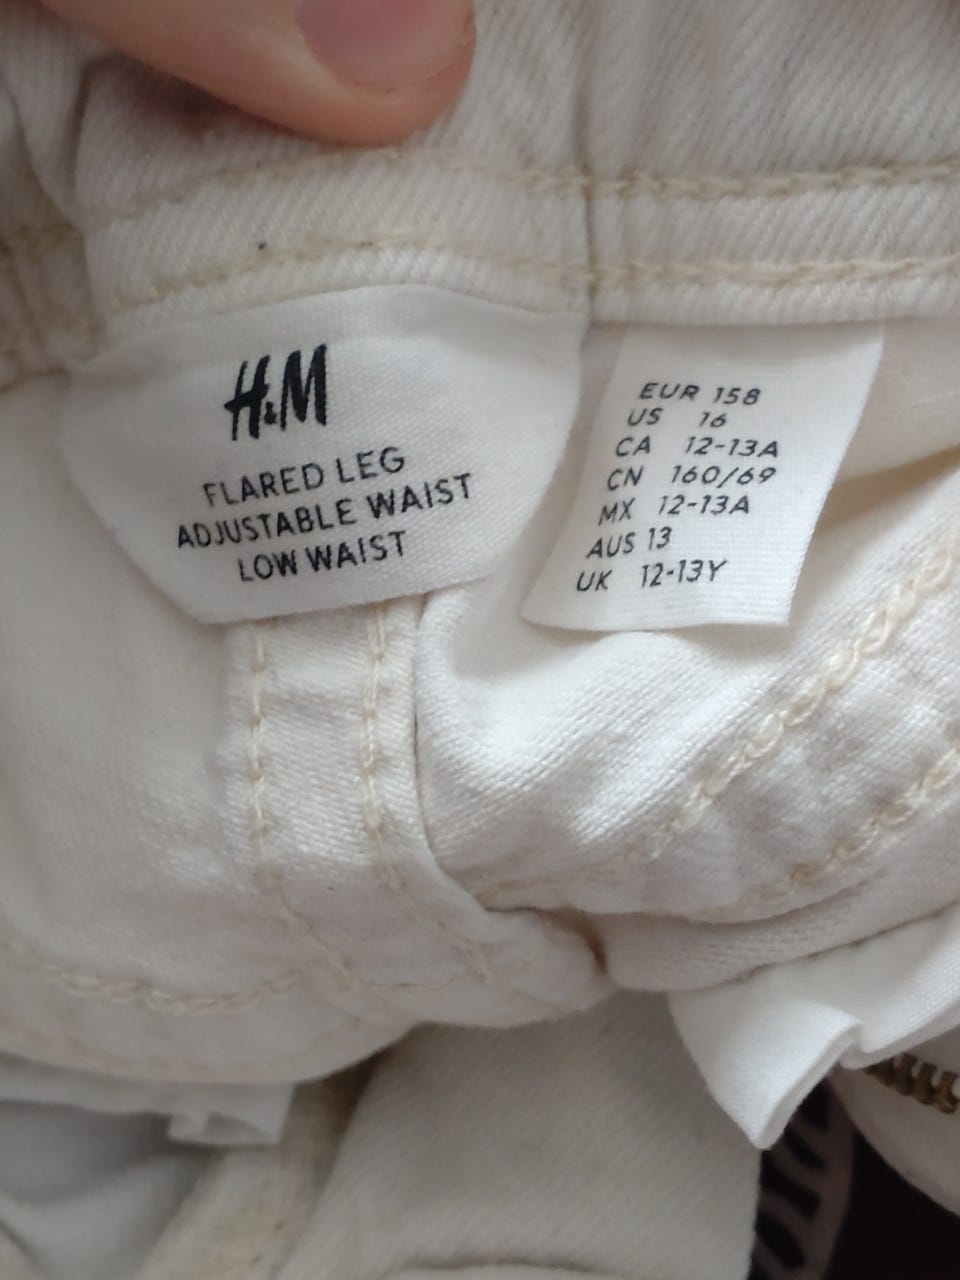 H&M
FLARED LEG
ADJUSTABLE WAIST
LOW WAIST
EUR 158
US 16
CA 12-13A
CN 160/69
MX 12-13A
AUS 13
UK 12-13Y